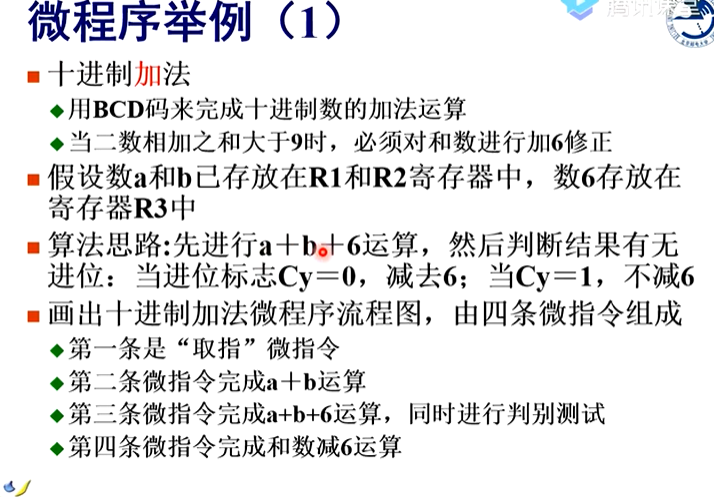 微程序举例（1）
腾讯课堂
十进制加法
用BCD码来完成十进制数的加法运算
当二数相加之和大于9时，必须对和数进行加6修正
假设数a和b已存放在R1和R2寄存器中，数6存放在
寄存器R3中
算法思路:先进行a＋b＋6运算，然后判断结果有无
进位：当进位标志Cy＝0，减去6；当Cy＝1，不减6
画出十进制加法微程序流程图，由四条微指令组成
第一条是“取指”微指令
第二条微指令完成a＋b运算
第三条微指令完成a+b+6运算，同时进行判别测试
第四条微指令完成和数减6运算